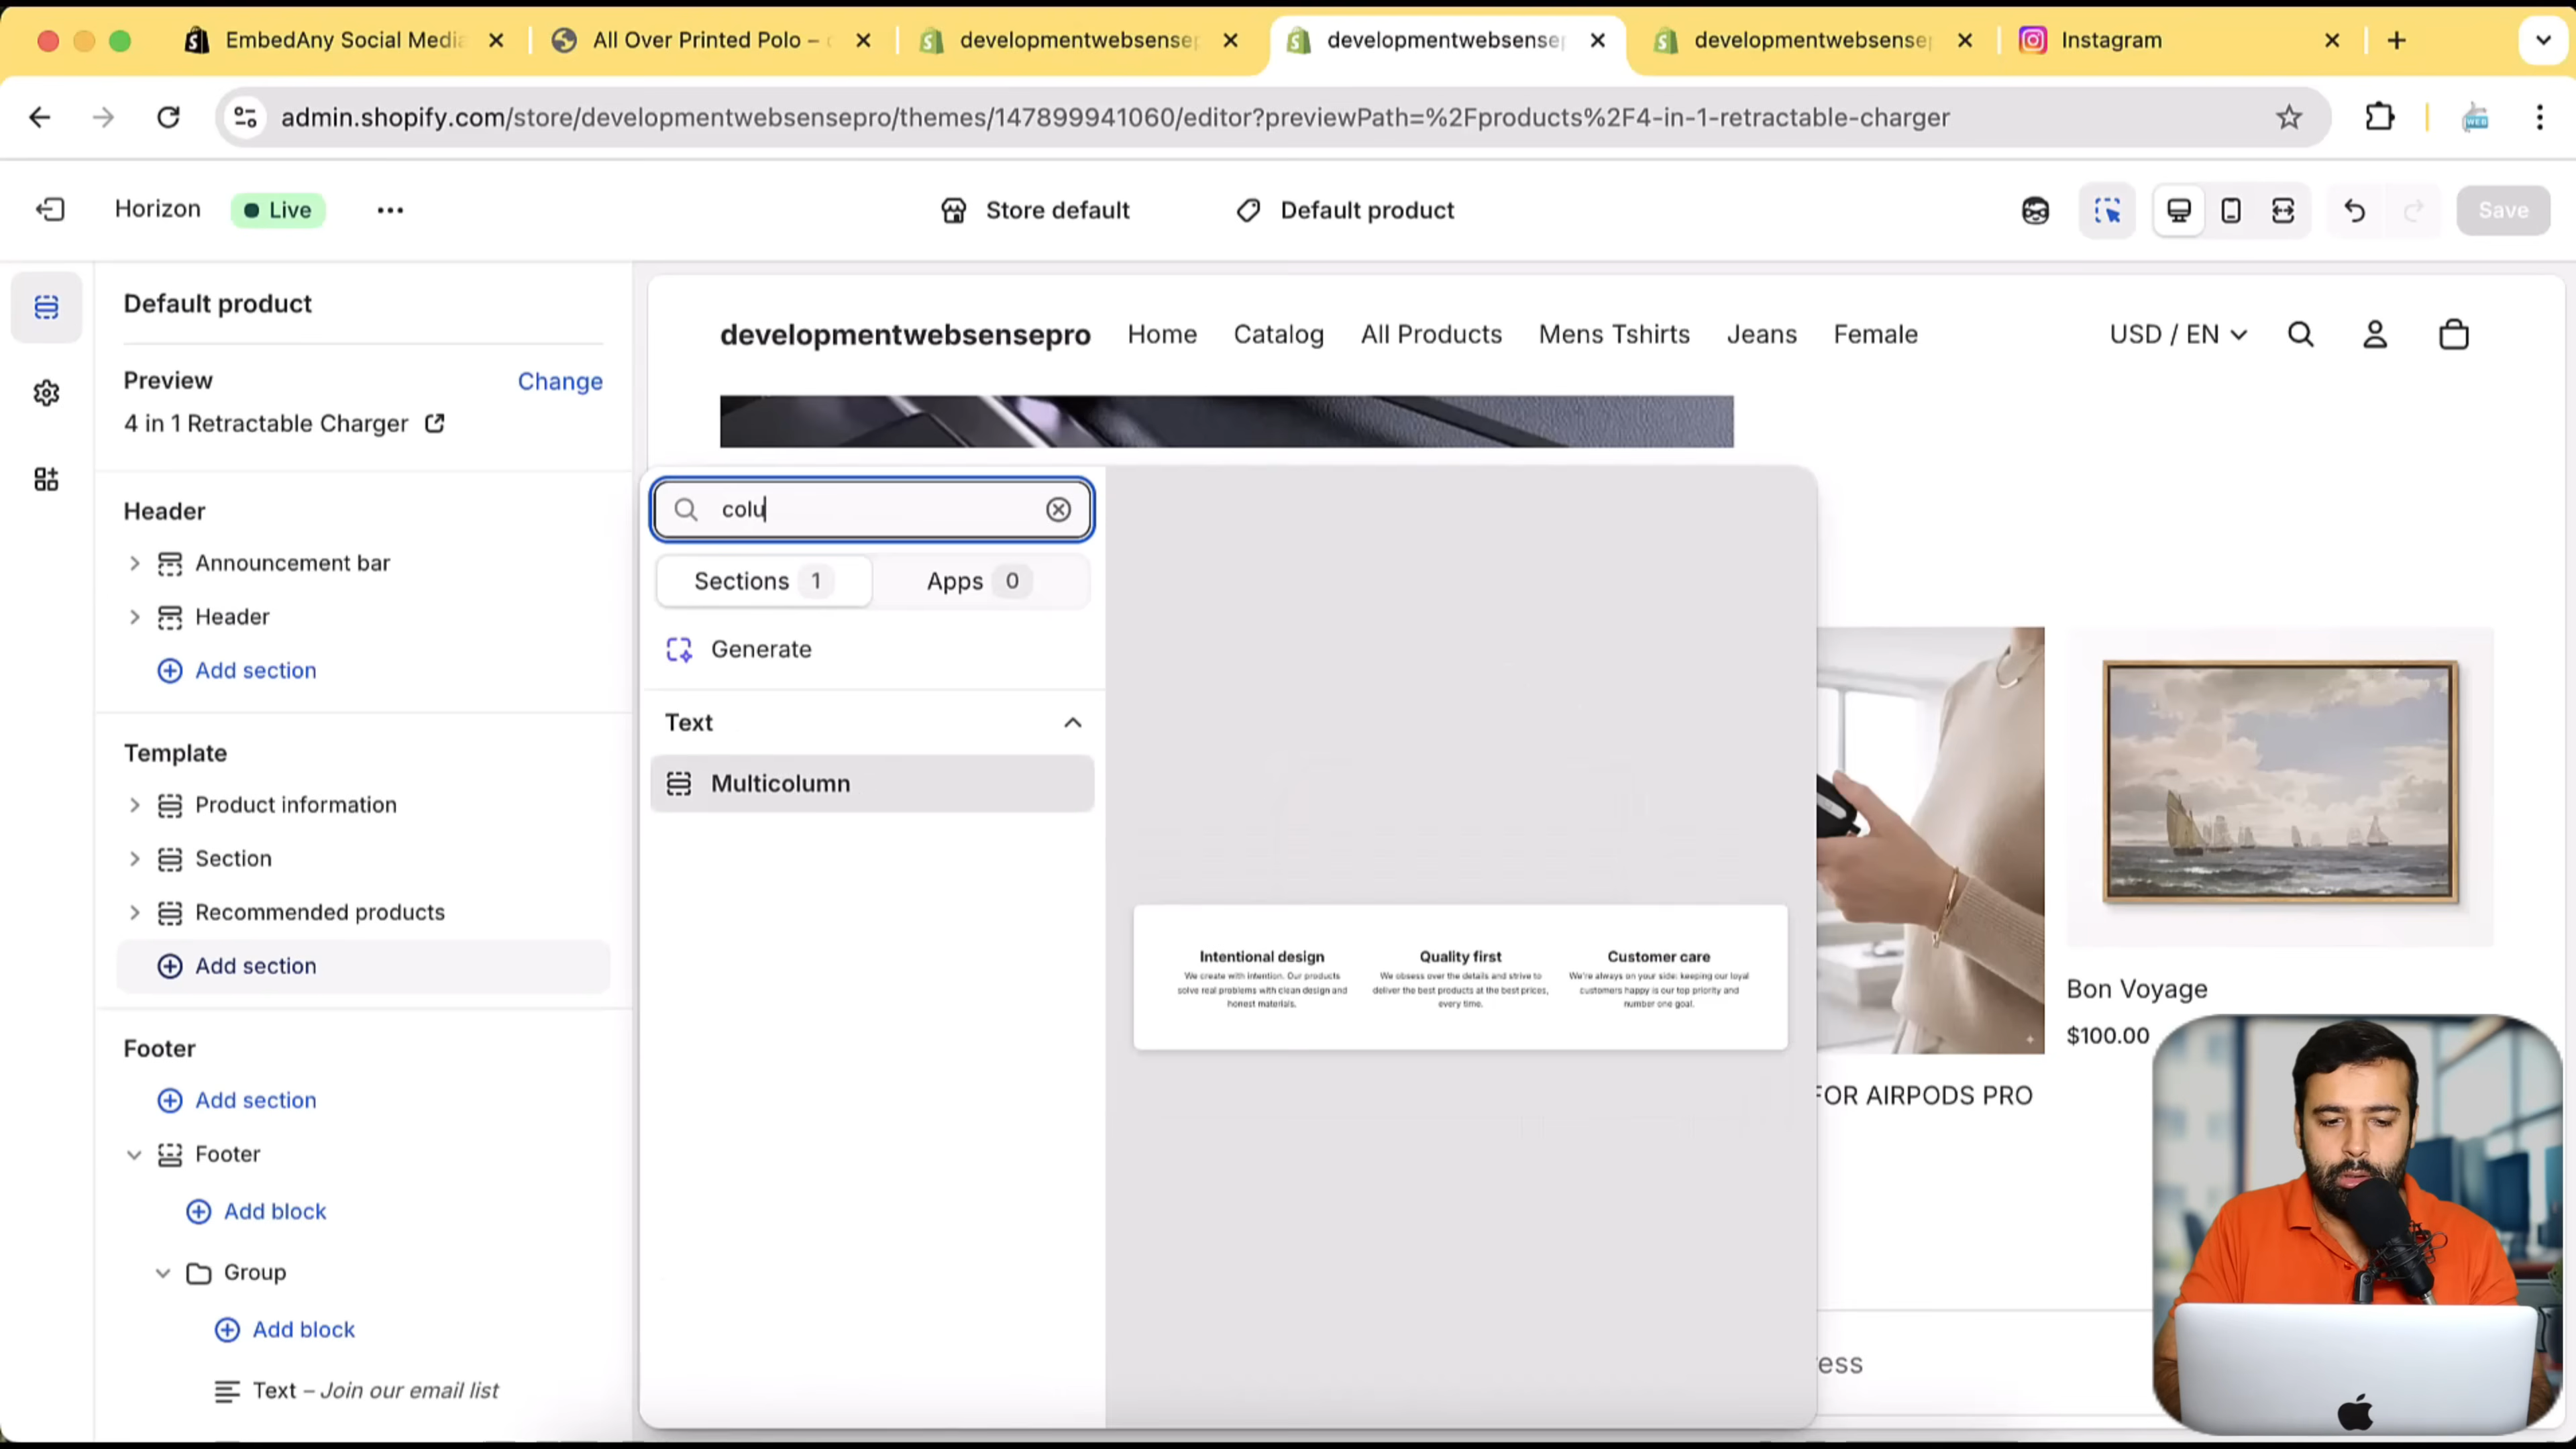 EmbedAny Social Media
All Over Printed Polo –
developmentwebsensep
developmentwebsensep
developmentwebsensep
Instagram
admin.shopify.com/store/developmentwebsensepro/themes/147899941060/editor?previewPath=%2Fproducts%2F4-in-1-retractable-charger
WEB
Horizon
Live
Store default
Default product
Save
Default product
Preview
Change
4 in 1 Retractable Charger
Header
Announcement bar
Header
Add section
Template
Product information
Section
Recommended products
Add section
Footer
Add section
Footer
Add block
Group
Add block
Text – Join our email list
developmentwebsensepro
Home
Catalog
All Products
Mens Tshirts
Jeans
Female
USD / EN
colu
Sections 1
Apps 0
Generate
Text
Multicolumn
Intentional design
We create with intention. Our products
solve real problems with clean design and
honest materials.
Quality first
We obsess over the details and strive to
deliver the best products at the best prices,
every time.
Customer care
We're always on your side: keeping our loyal
customers happy is our top priority and
number one goal.
FOR AIRPODS PRO
Bon Voyage
$100.00
ess